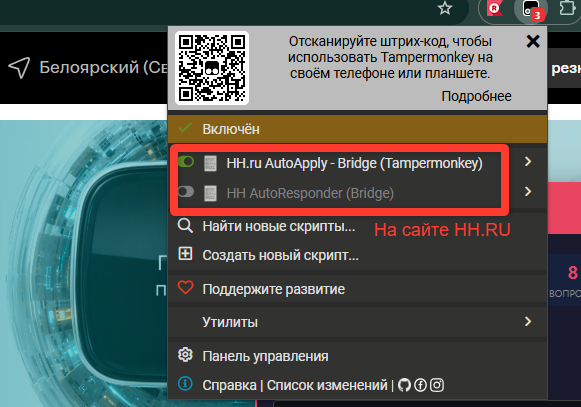 3
Отсканируйте штрих-код, чтобы
использовать Tampermonkey на
своём телефоне или планшете.
Подробнее
Белоярский (Св
рез
Включён
HH.ru AutoApply - Bridge (Tampermonkey)
HH AutoResponder (Bridge)
Найти новые скрипты...
На сайте HH.RU
Создать новый скрипт...
8
ВОПРО
Поддержите развитие
Утилиты
Панель управления
Справка | Список изменений |